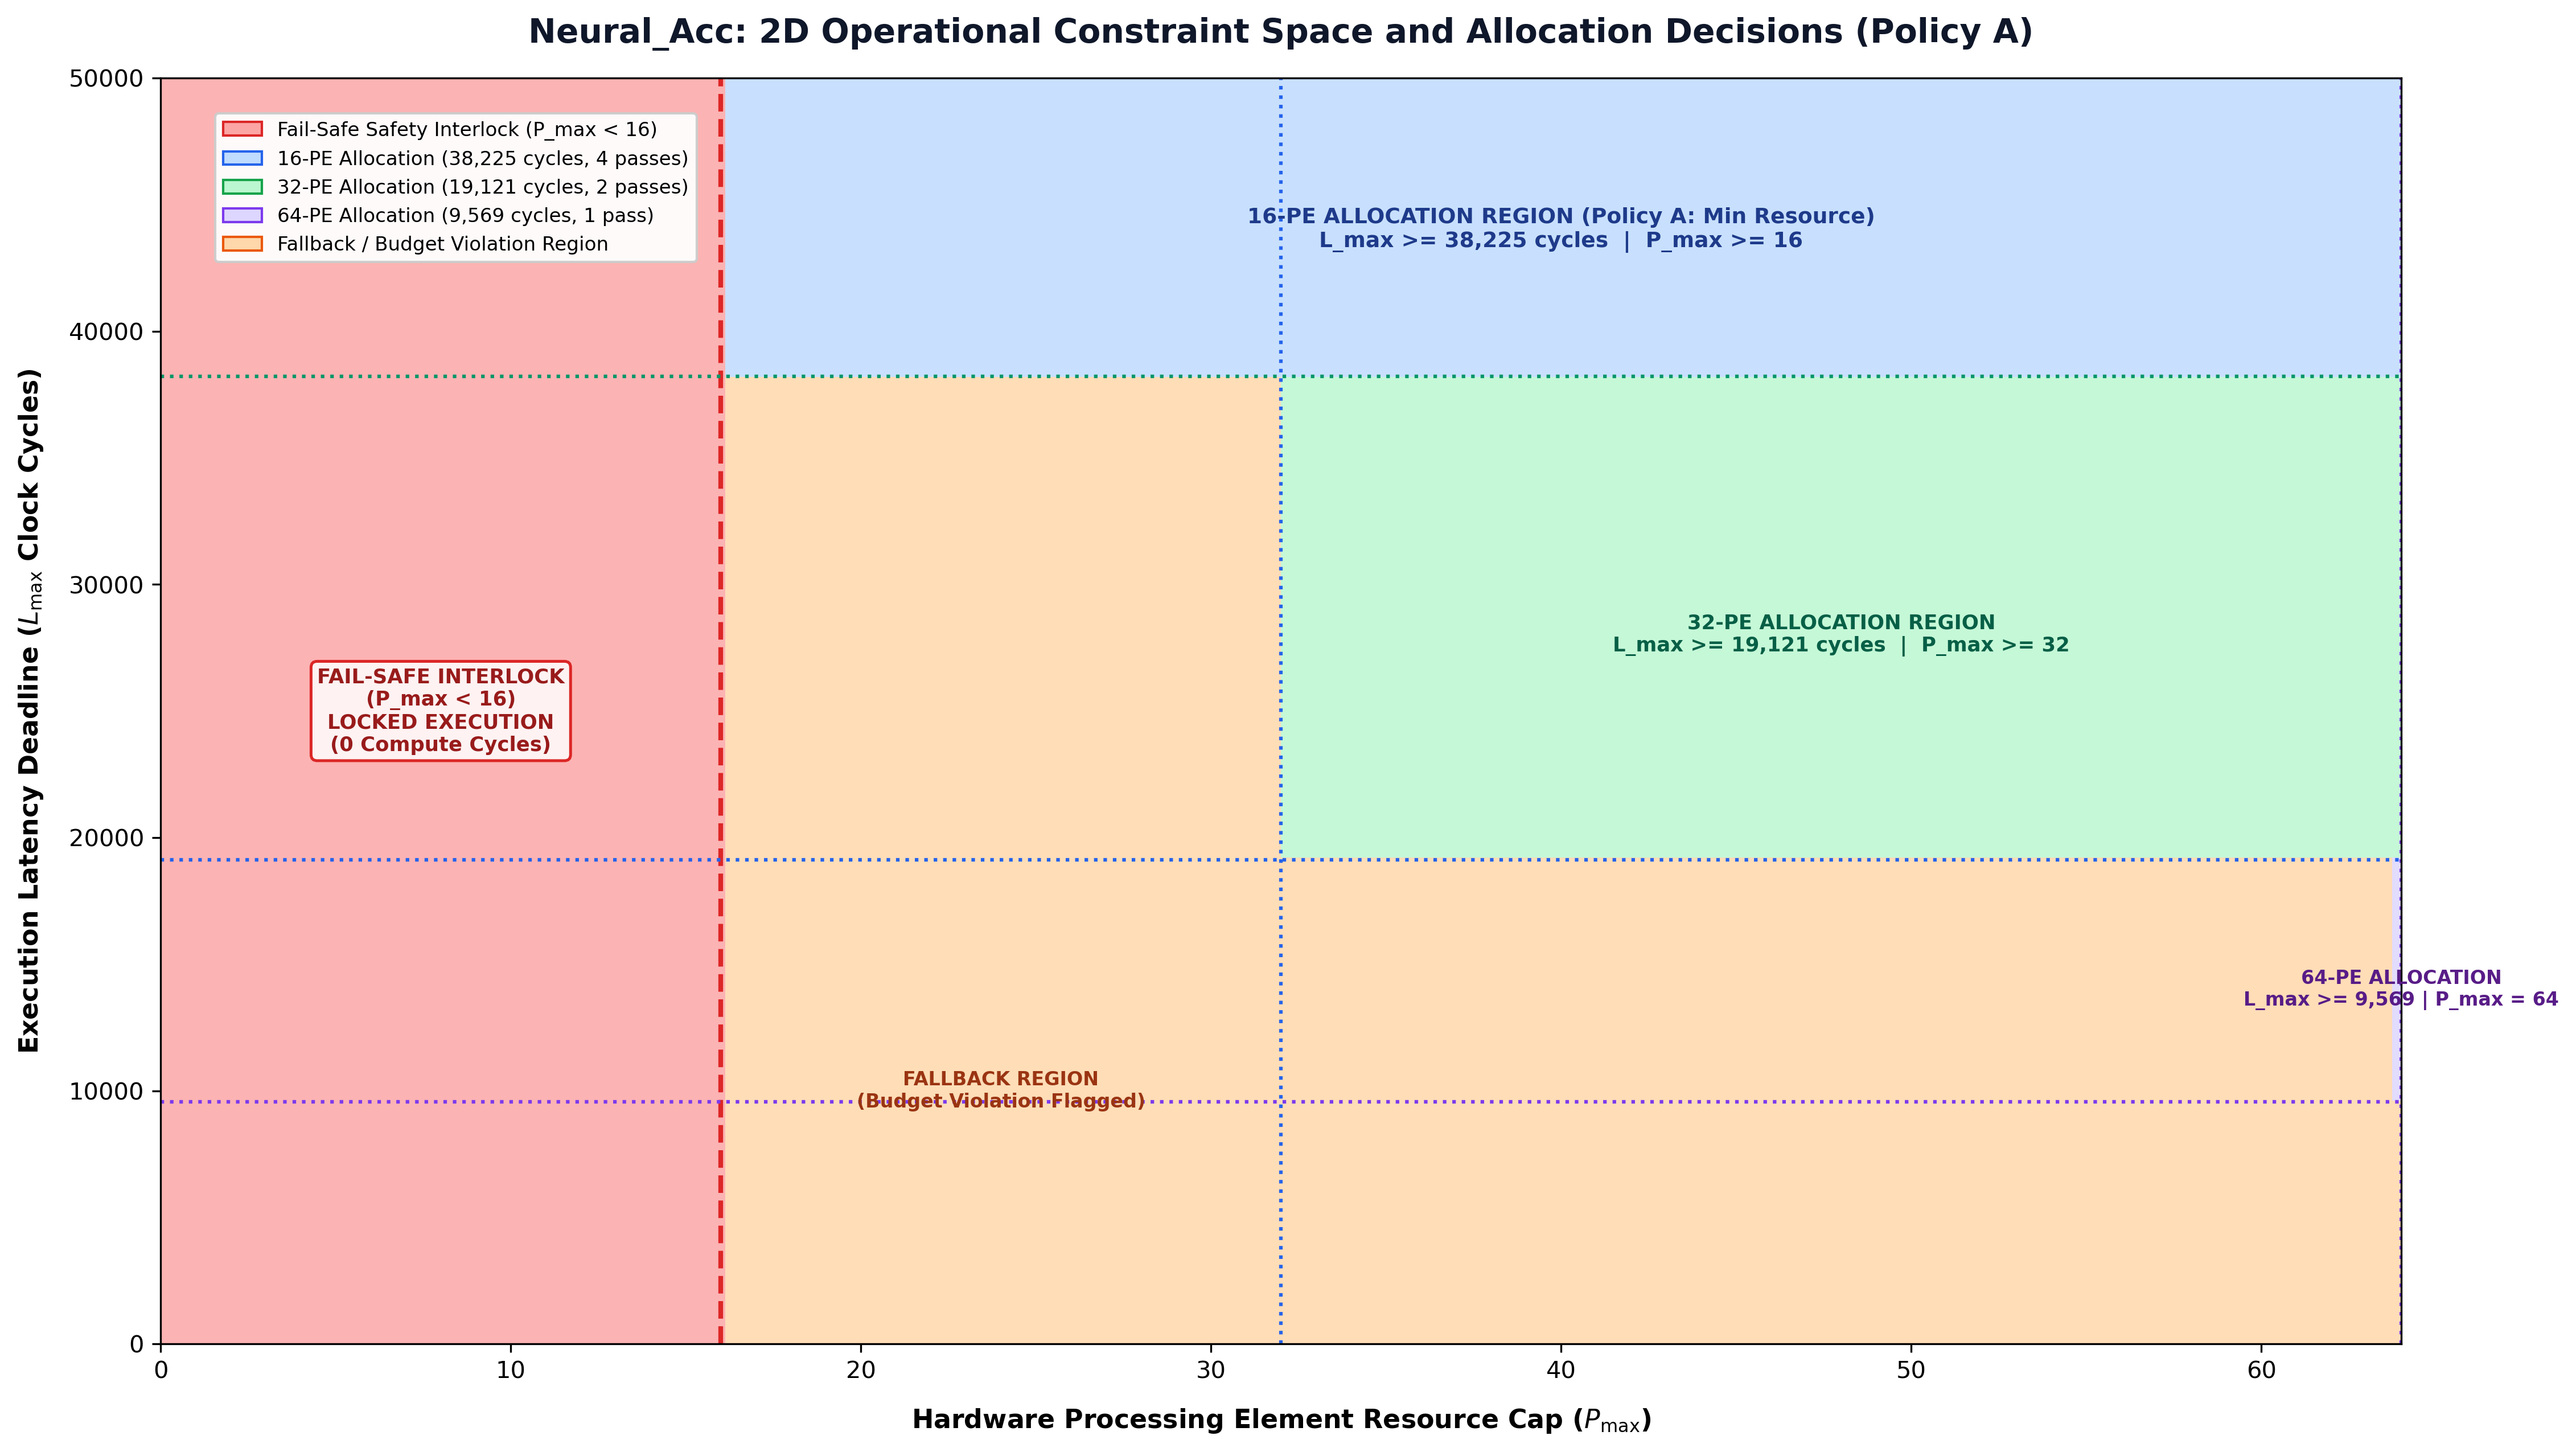 Neural_Acc: 2D Operational Constraint Space and Allocation Decisions (Policy A)
Execution Latency Deadline (L_max Clock Cycles)
50000
40000
30000
20000
10000
0
Fail-Safe Safety Interlock (P_max < 16)
16-PE Allocation (38,225 cycles, 4 passes)
32-PE Allocation (19,121 cycles, 2 passes)
64-PE Allocation (9,569 cycles, 1 pass)
Fallback / Budget Violation Region
16-PE ALLOCATION REGION (Policy A: Min Resource)
L_max >= 38,225 cycles | P_max >= 16
32-PE ALLOCATION REGION
L_max >= 19,121 cycles | P_max >= 32
FAIL-SAFE INTERLOCK
(P_max < 16)
LOCKED EXECUTION
(0 Compute Cycles)
64-PE ALLOCATION
L_max >= 9,569 | P_max = 64
FALLBACK REGION
(Budget Violation Flagged)
0 10 20 30 40 50 60
Hardware Processing Element Resource Cap (P_max)